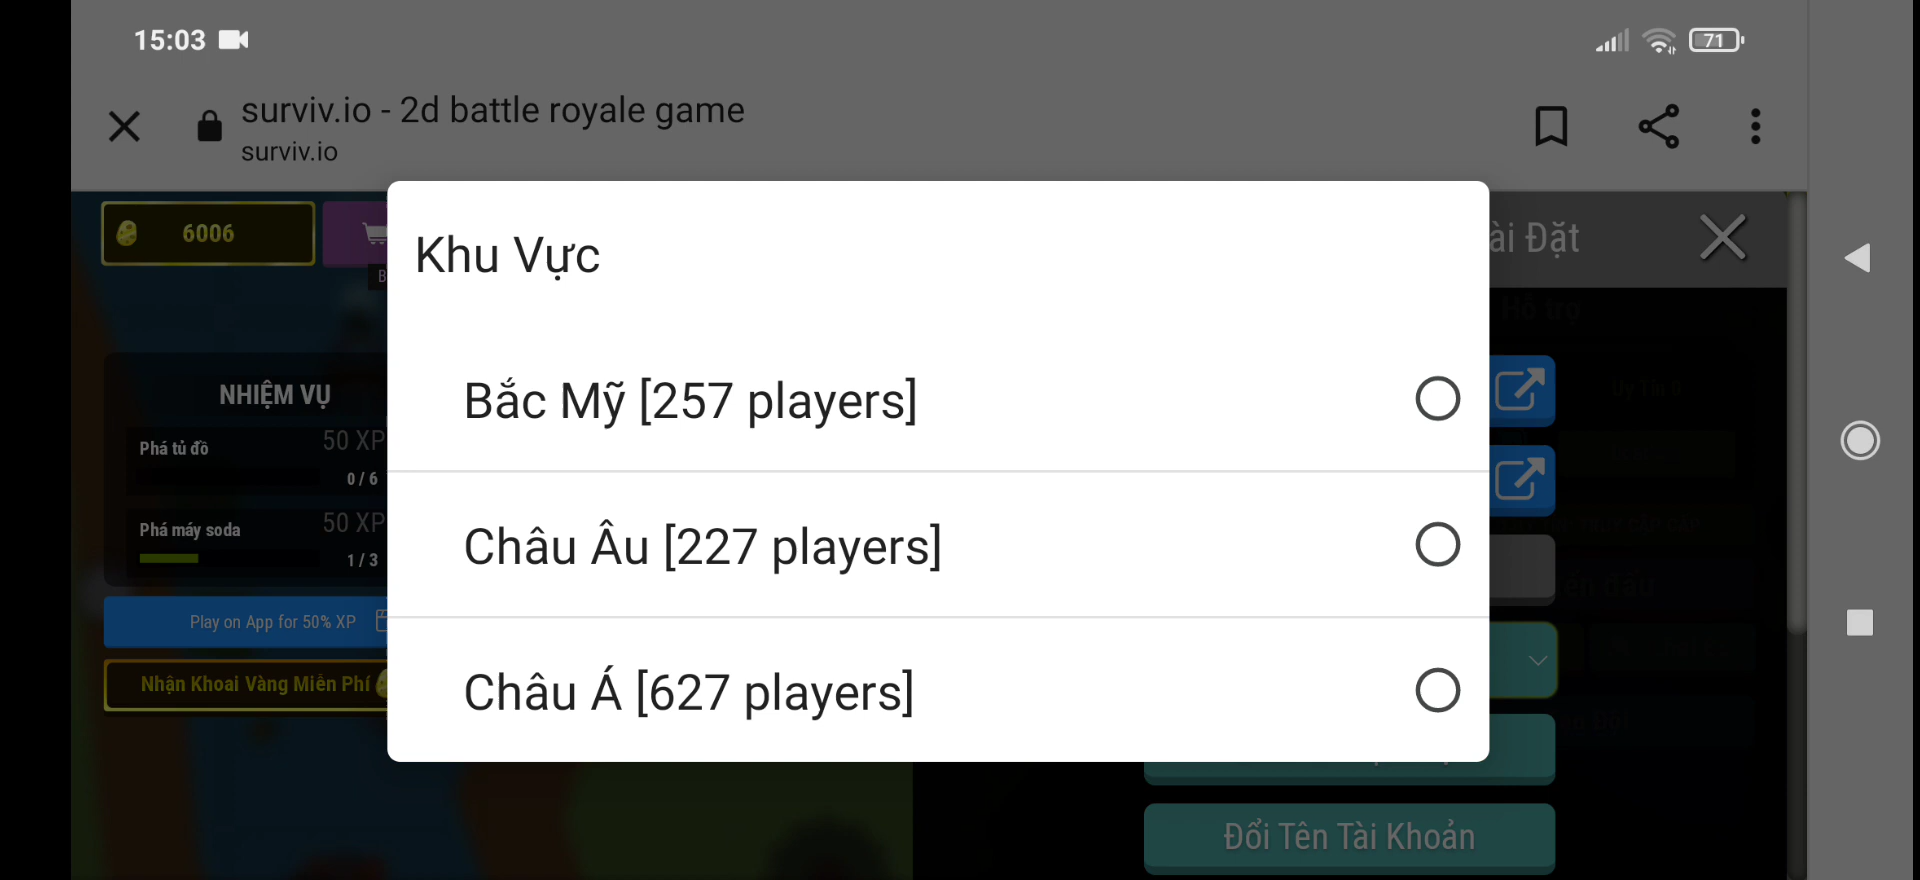 15:03
71
surviv.io - 2d battle royale game
surviv.io
6006
Khu Vực
ài Đặt
Hỗ trợ
NHIỆM VỤ
Bắc Mỹ [257 players]
Phá tủ đồ
50 XP
0 / 6
Phá máy soda
50 XP
1 / 3
Châu Âu [227 players]
Play on App for 50% XP
Nhận Khoai Vàng Miễn Phí
Châu Á [627 players]
Đổi Tên Tài Khoản